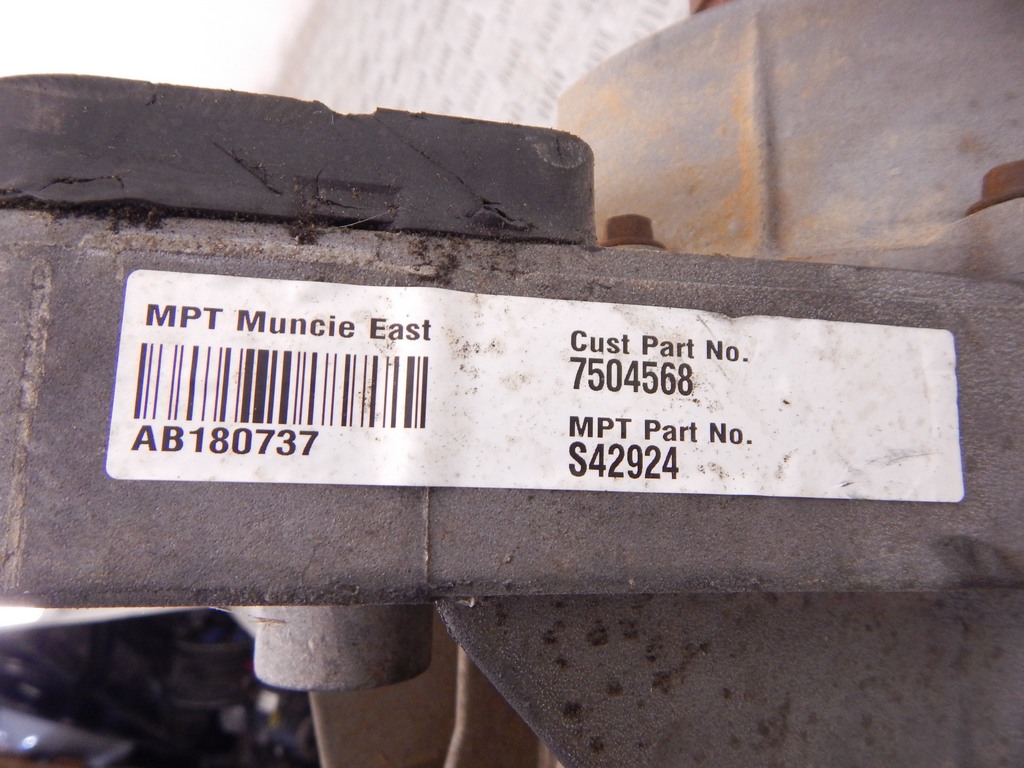 MPT Muncie East
AB180737
Cust Part No.
7504568
MPT Part No.
S42924